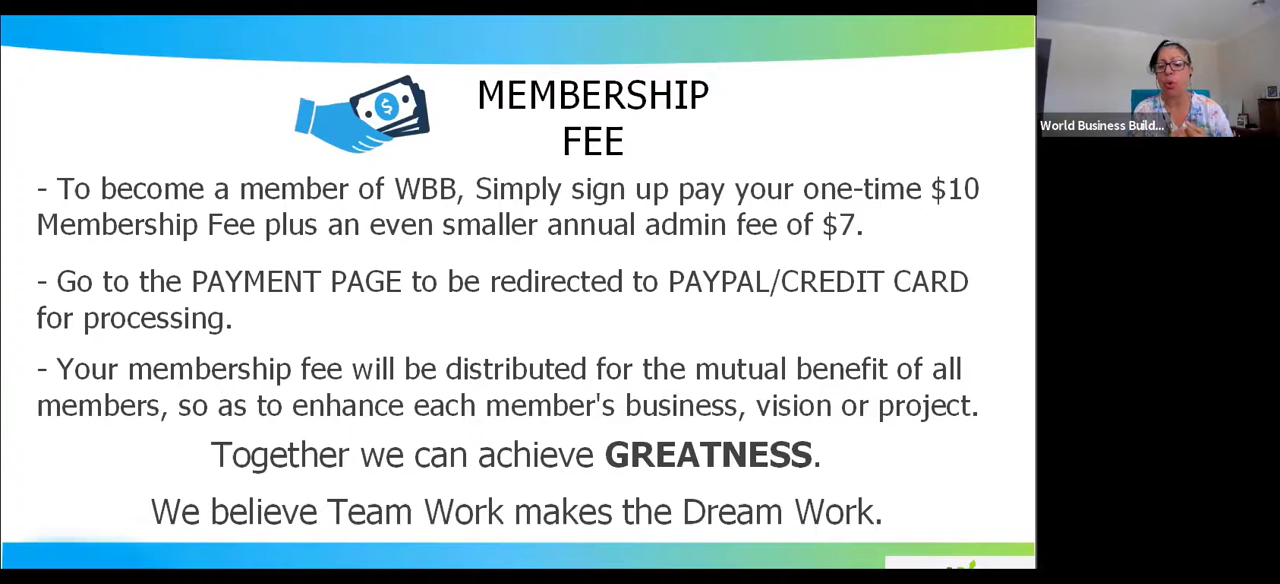 MEMBERSHIP
FEE
- To become a member of WBB, Simply sign up pay your one-time $10
Membership Fee plus an even smaller annual admin fee of $7.
- Go to the PAYMENT PAGE to be redirected to PAYPAL/CREDIT CARD
for processing.
- Your membership fee will be distributed for the mutual benefit of all
members, so as to enhance each member's business, vision or project.
Together we can achieve GREATNESS.
We believe Team Work makes the Dream Work.
World Business Build...